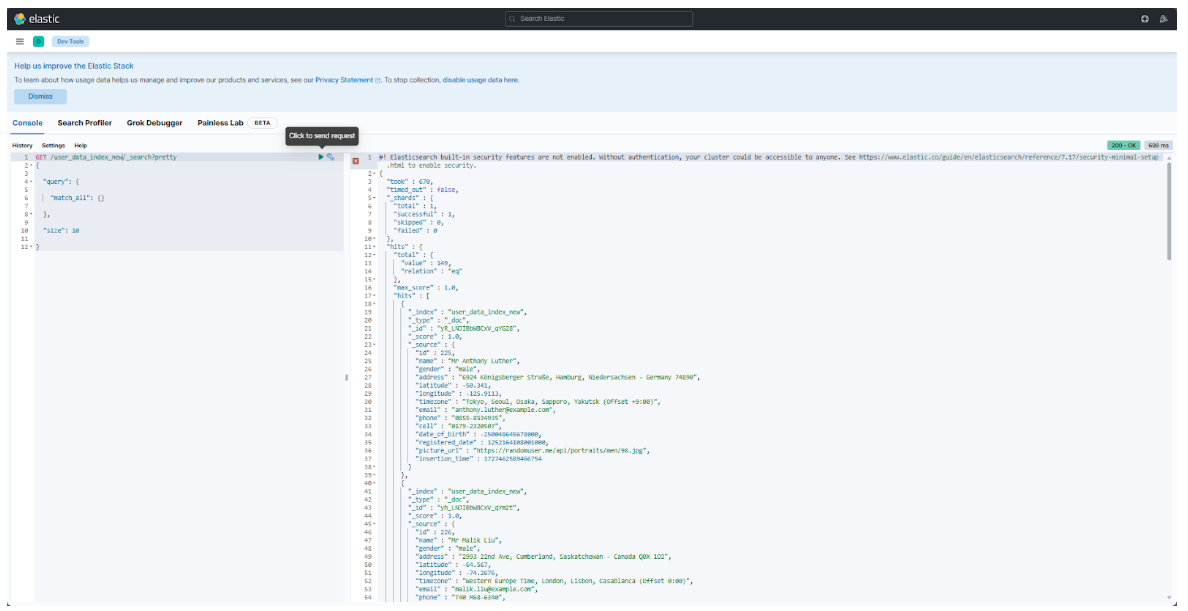 elastic
Search Elastic
D
Dev Tools
Help us improve the Elastic Stack
To learn about how usage data helps us manage and improve our products and services, see our Privacy Statement. To stop collection, disable usage data here.
Dismiss
Console Search Profiler Grok Debugger Painless Lab BETA
Click to send request
History Settings Help
200 - OK 699 ms
1 GET /user_data_index_new/_search?pretty
2 {
3
4 "query": {
5
6 "match_all": {}
7
8 },
9
10 "size": 10
11
12 }
1 #! Elasticsearch built-in security features are not enabled. Without authentication, your cluster could be accessible to anyone. See https://www.elastic.co/guide/en/elasticsearch/reference/7.17/security-minimal-setup
.html to enable security.
2 {
3 "took" : 670,
4 "timed_out" : false,
5 "_shards" : {
6 "total" : 1,
7 "successful" : 1,
8 "skipped" : 0,
9 "failed" : 0
10 },
11 "hits" : {
12 "total" : {
13 "value" : 149,
14 "relation" : "eq"
15 },
16 "max_score" : 1.0,
17 "hits" : [
18 {
19 "_index" : "user_data_index_new",
20 "_type" : "_doc",
21 "_id" :
22 "_score" : 1.0,
23 "_source" : {
24 "id" : 225,
25 "name" : "Mr Anthony Luther",
26 "gender" : "male",
27 "address" : "6924 Königsberger Straße, Hamburg, Niedersachsen - Germany 74890",
28 "latitude" : -50.341,
29 "longitude" : -125.9113,
30 "timezone" : "Tokyo, Seoul, Osaka, Sapporo, Yakutsk (Offset +9:00)",
31 "email" : "anthony.luther@example.com",
32 "phone" : "0855-8534935",
33 "cell" : "0179-2320507",
34 "date_of_birth" : -250048645678000,
35 "registered_date" : 1252164108001000,
36 "picture_url" : "https://randomuser.me/api/portraits/men/98.jpg",
37 "insertion_time" : 1727462589466754
38 }
39 },
40 {
41 "_index" : "user_data_index_new",
42 "_type" : "_doc",
43 "_id" :
44 "_score" : 1.0,
45 "_source" : {
46 "id" : 226,
47 "name" : "Mr Malik Liu",
48 "gender" : "male",
49 "address" : "2993 22nd Ave, Cumberland, Saskatchewan - Canada Q0X 1O2",
50 "latitude" : -64.567,
51 "longitude" : -74.2676,
52 "timezone" : "Western Europe Time, London, Lisbon, Casablanca (Offset 0:00)",
53 "email" : "malik.liu@example.com",
54 "phone" : "T40 M68-6340",